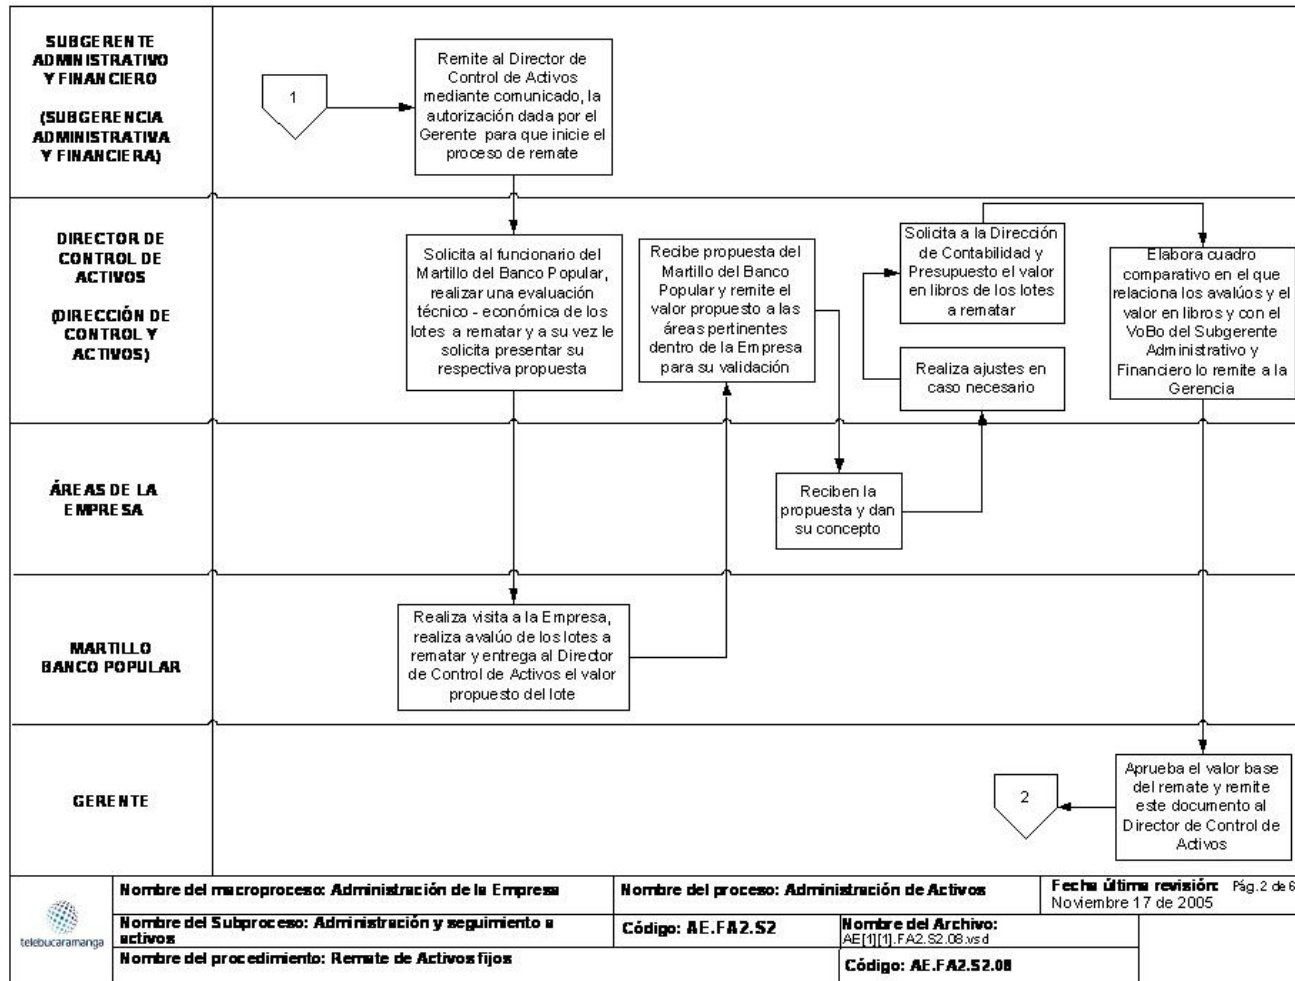 SUBGERENTE
ADMINISTRATIVO
Y FINANCIERO
(SUBGERENCIA
ADMINISTRATIVA
Y FINANCIERA)
1
Remite al Director de
Control de Activos
mediante comunicado, la
autorización dada por el
Gerente para que inicie el
proceso de remate
DIRECTOR DE
CONTROL DE
ACTIVOS
(DIRECCIÓN DE
CONTROL Y
ACTIVOS)
Solicita al funcionario del
Martillo del Banco Popular,
realizar una evaluación
técnico - económica de los
lotes a rematar y a su vez le
solicita presentar su
respectiva propuesta
Recibe propuesta del
Martillo del Banco
Popular y remite el
valor propuesto a las
áreas pertinentes
dentro de la Empresa
para su validación
Solicita a la Dirección
de Contabilidad y
Presupuesto el valor
en libros de los lotes
a rematar
Realiza ajustes en
caso necesario
Elabora cuadro
comparativo en el que
relaciona los avalúos y el
valor en libros y con el
VoBo del Subgerente
Administrativo y
Financiero lo remite a la
Gerencia
ÁREAS DE LA
EMPRESA
Reciben la
propuesta y dan
su concepto
MARTILLO
BANCO POPULAR
Realiza visita a la Empresa,
realiza avalúo de los lotes a
rematar y entrega al Director
de Control de Activos el valor
propuesto del lote
GERENTE
2
Aprueba el valor base
del remate y remite
este documento al
Director de Control de
Activos
telebucaramanga
Nombre del macroproceso: Administración de la Empresa
Nombre del proceso: Administración de Activos
Fecha última revisión: Pág. 2 de 6
Noviembre 17 de 2005
Nombre del Subproceso: Administración y seguimiento a
activos
Código: AE.FA2.S2
Nombre del Archivo:
AE[1][1].FA2.S2.08.vsd
Nombre del procedimiento: Remate de Activos fijos
Código: AE.FA2.S2.08